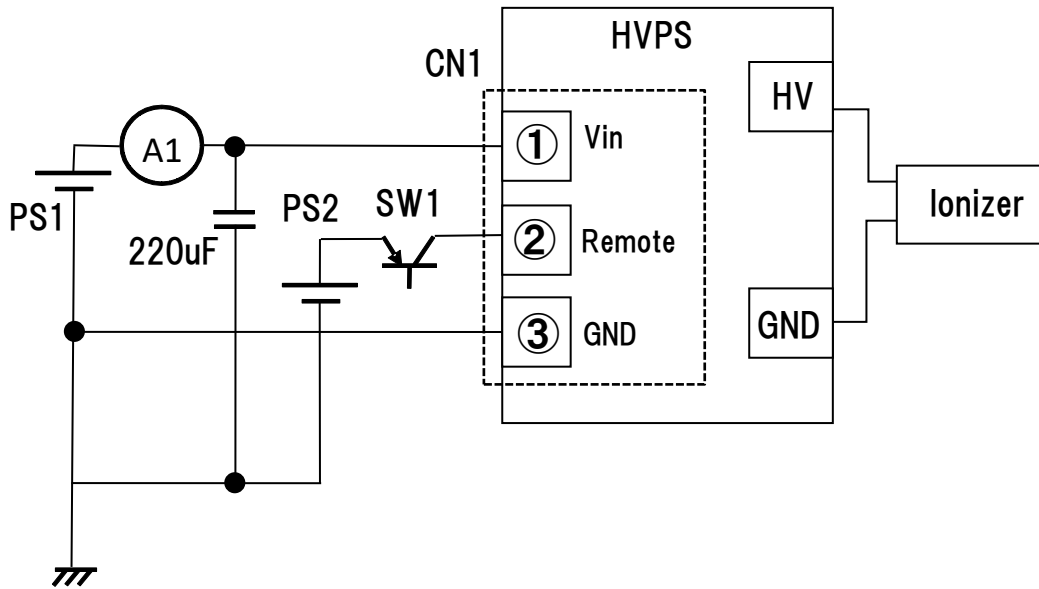 HVPS
CN1
HV
A1
① Vin
Ionizer
PS1
PS2
SW1
220uF
② Remote
③ GND
GND